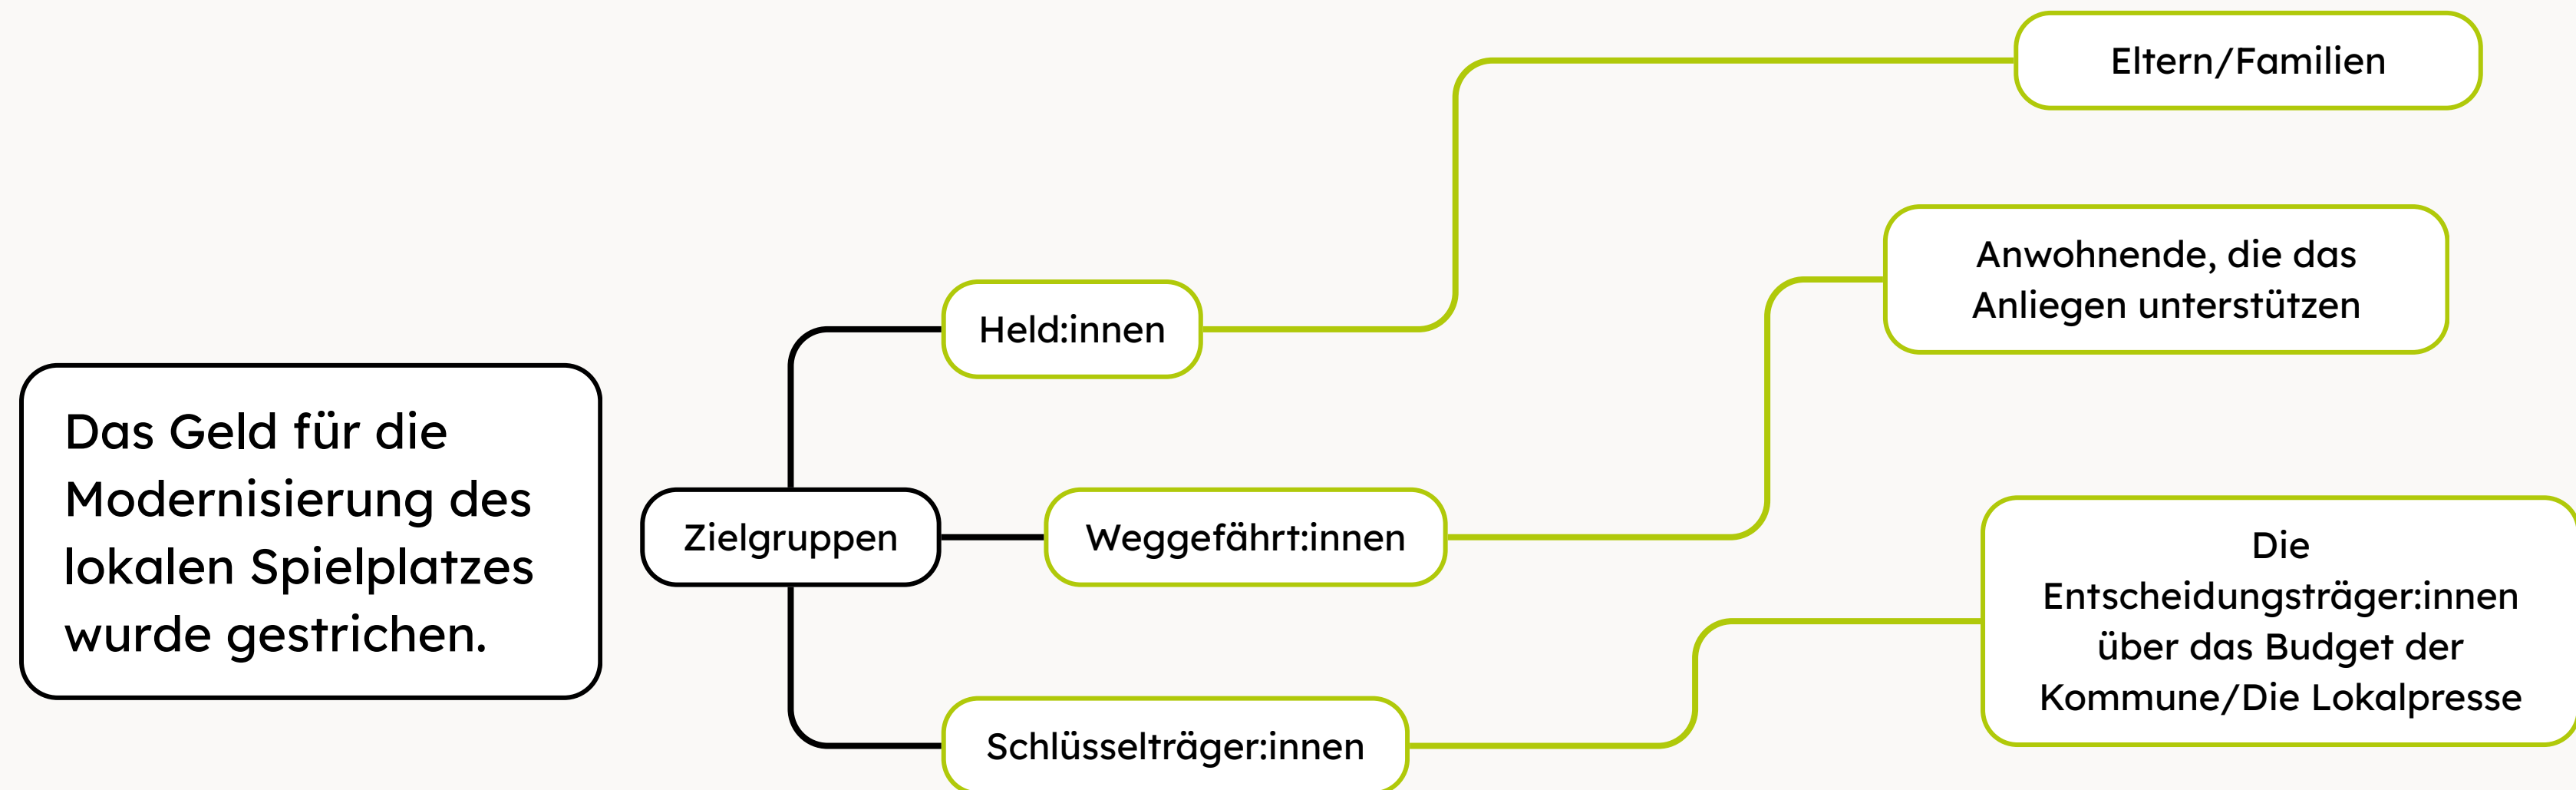 Das Geld für die
Modernisierung des
lokalen Spielplatzes
wurde gestrichen.
Zielgruppen
Held:innen
Eltern/Familien
Weggefährt:innen
Anwohnende, die das
Anliegen unterstützen
Schlüsselträger:innen
Die
Entscheidungsträger:innen
über das Budget der
Kommune/Die Lokalpresse